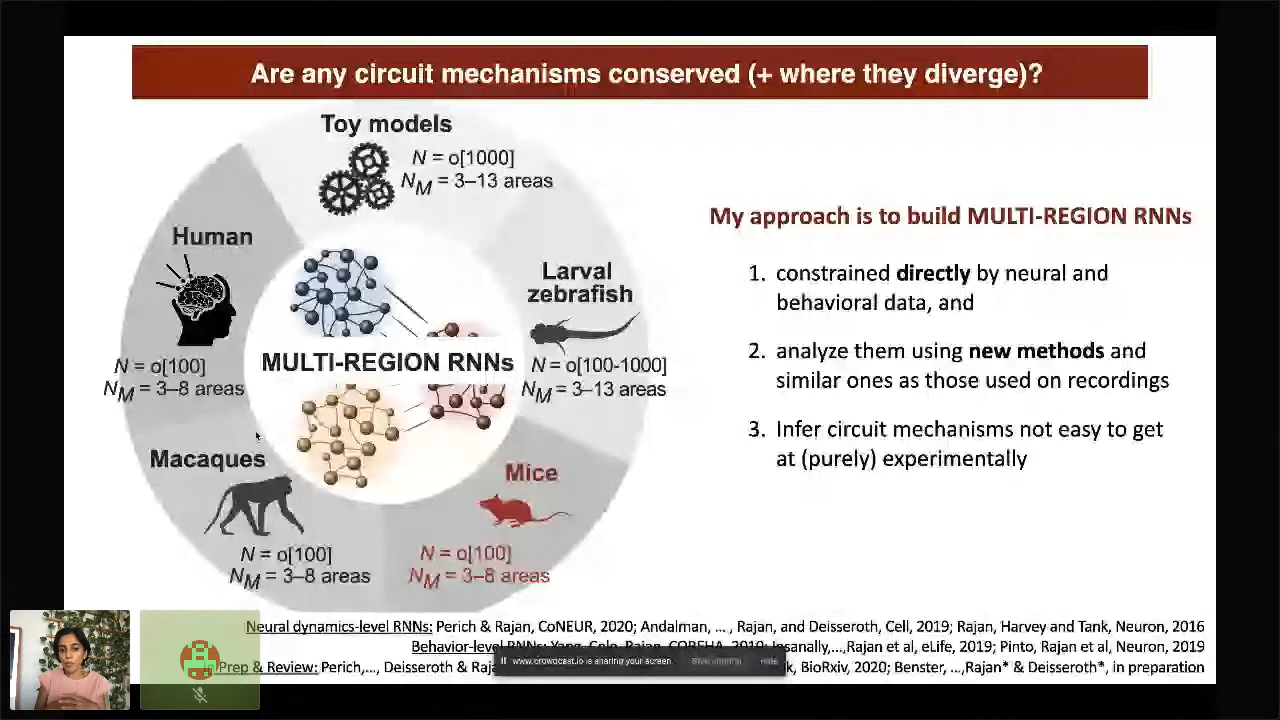 Are any circuit mechanisms conserved (+ where they diverge)?
Toy models
N = o[1000]
N_M = 3–13 areas
Human
N = o[100]
N_M = 3–8 areas
Larval
zebrafish
N = o[100-1000]
N_M = 3–13 areas
MULTI-REGION RNNs
Macaques
N = o[100]
N_M = 3–8 areas
Mice
N = o[100]
N_M = 3–8 areas
My approach is to build MULTI-REGION RNNs
1. constrained directly by neural and
behavioral data, and
2. analyze them using new methods and
similar ones as those used on recordings
3. Infer circuit mechanisms not easy to get
at (purely) experimentally
Neural dynamics-level RNNs: Perich & Rajan, CoNEUR, 2020; Andalman, ... , Rajan, and Deisseroth, Cell, 2019; Rajan, Harvey and Tank, Neuron, 2016
Behavior-level RNNs: Yang, Cole, Rajan, COBEHA, 2019; Insanally,...,Rajan et al, eLife, 2019; Pinto, Rajan et al, Neuron, 2019
Prep & Review: Perich,..., Deisseroth & Raja
BioRxiv, 2020; Benster, ...,Rajan* & Deisseroth*, in preparation
www.crowdcast.io is sharing your screen
Stop sharing
Hide